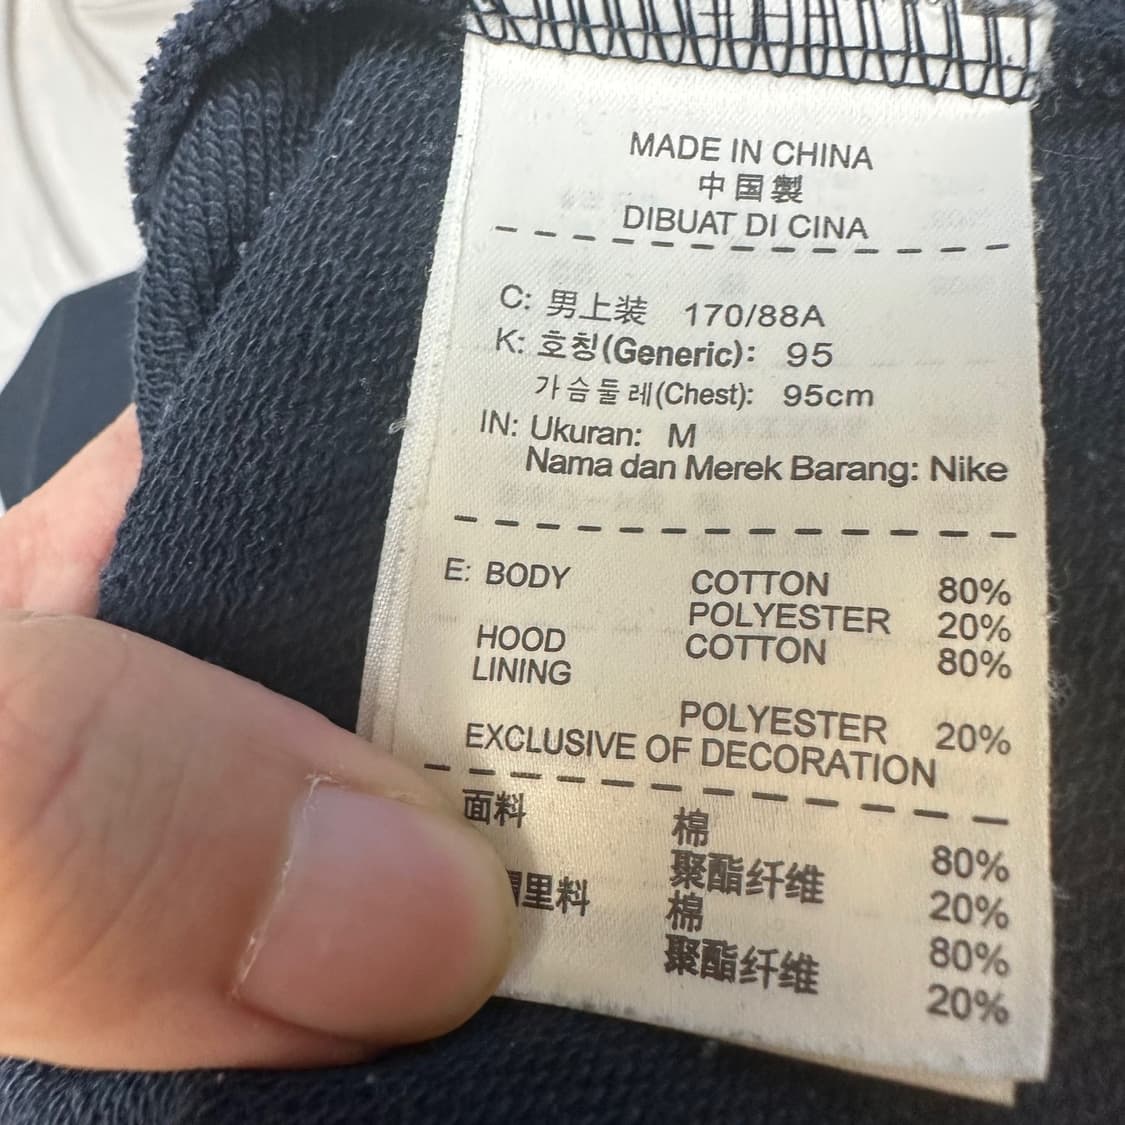 MADE IN CHINA
中国製
DIBUAT DI CINA
C: 男上装 170/88A
K: 호칭(Generic): 95
가슴둘레(Chest): 95cm
IN: Ukuran: M
Nama dan Merek Barang: Nike
E: BODY COTTON 80%
POLYESTER 20%
HOOD COTTON 80%
LINING
POLYESTER 20%
EXCLUSIVE OF DECORATION
面料 棉 80%
聚酯纤维 20%
里料 棉 80%
聚酯纤维 20%